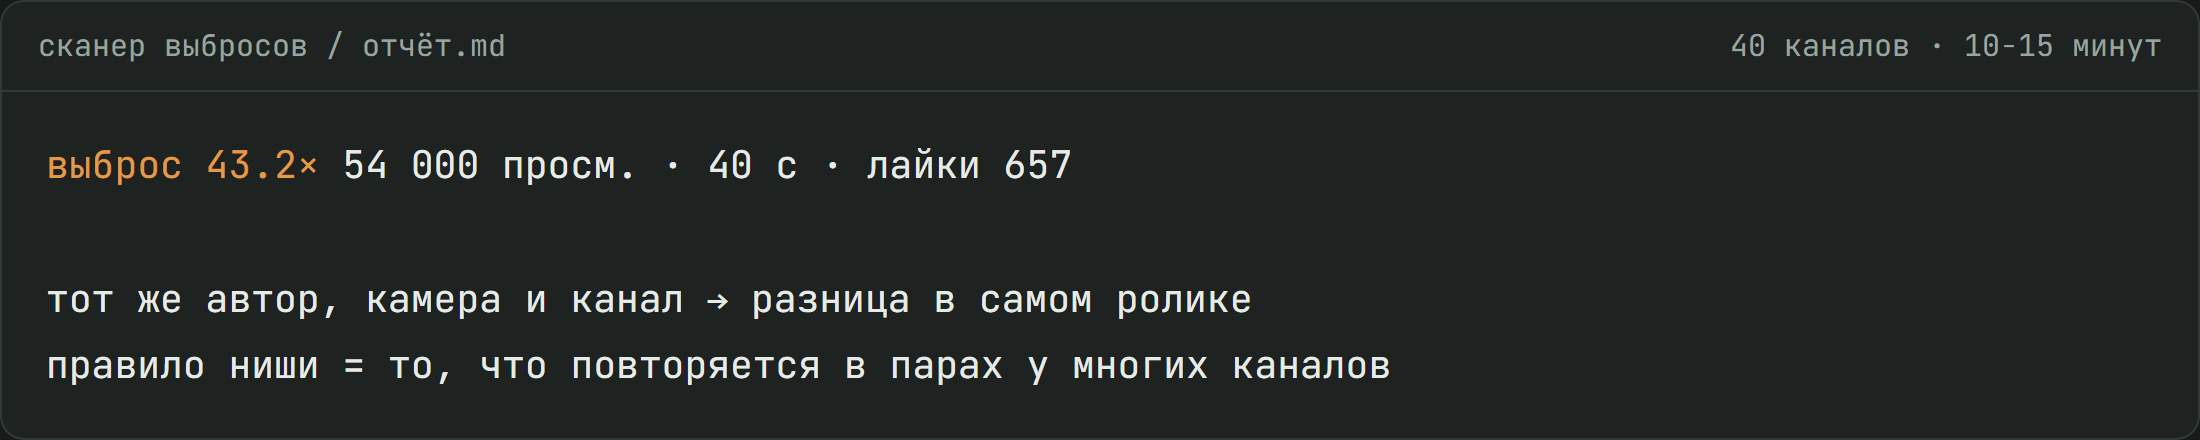 сканер выбросов / отчёт.md
40 каналов · 10-15 минут
выброс 43.2× 54 000 просм. · 40 с · лайки 657
тот же автор, камера и канал → разница в самом ролике
правило ниши = то, что повторяется в парах у многих каналов